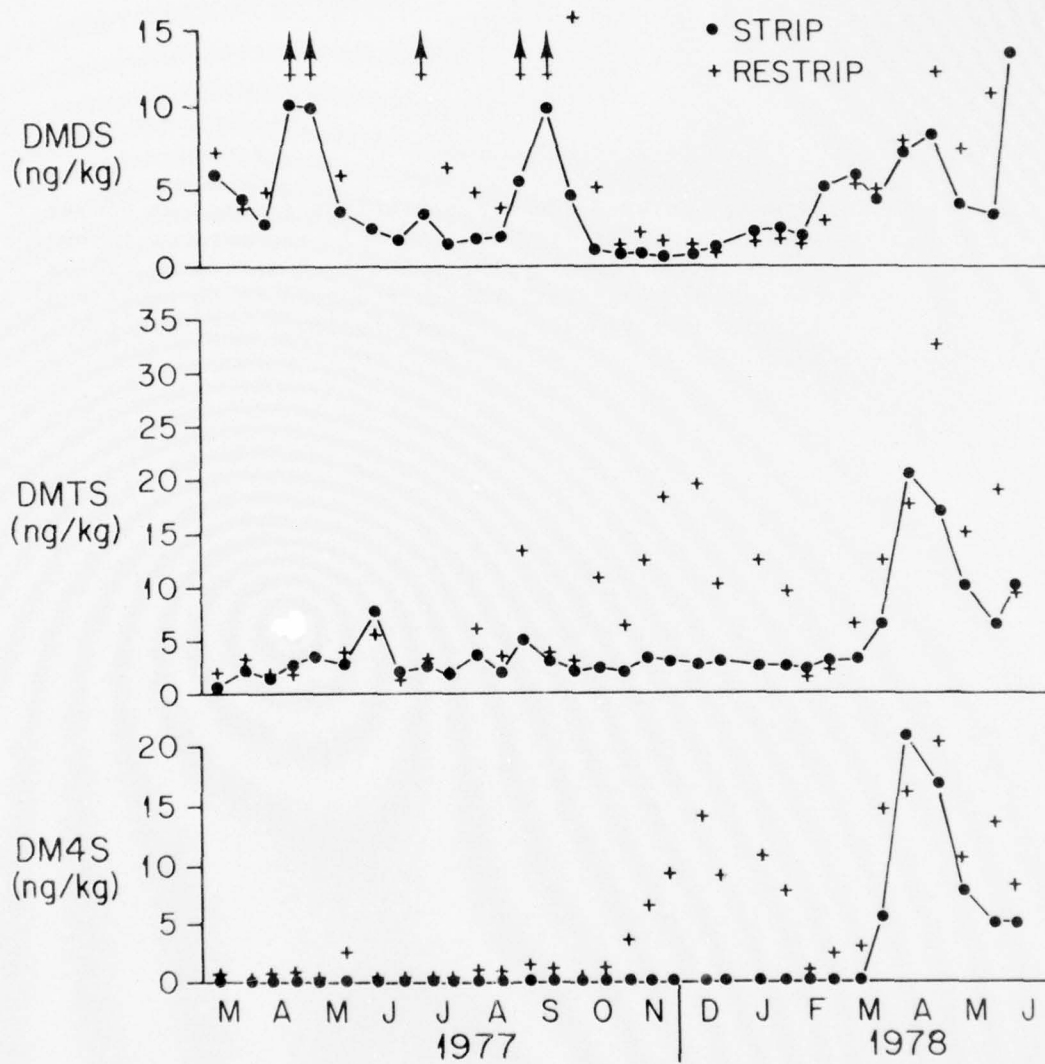 15
10
5
0
DMDS
(ng/kg)
● STRIP
+ RESTRIP
35
30
25
20
15
10
5
0
DMTS
(ng/kg)
20
15
10
5
0
DM4S
(ng/kg)
M A M J J A S O N D J F M A M J
1977 1978